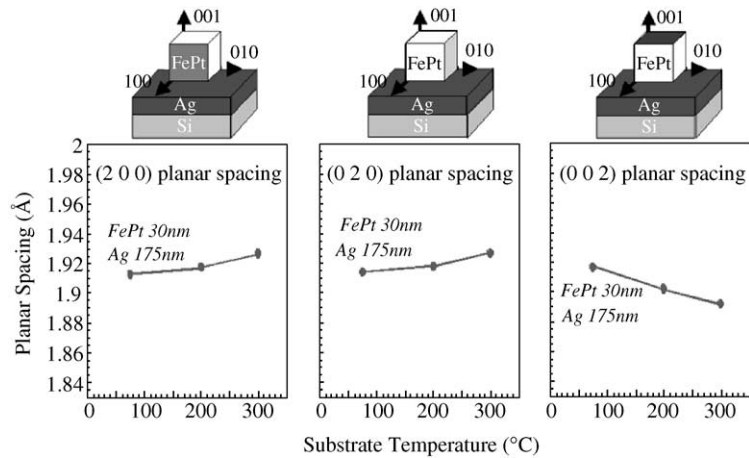 001 001 001
FePt 010 FePt 010 FePt 010
100 100 100
Ag Ag Ag
Si Si Si
2 (2 0 0) planar spacing (0 2 0) planar spacing (0 0 2) planar spacing
1.98
1.96
1.94
FePt 30nm FePt 30nm
Ag 175nm Ag 175nm
1.92
1.9
FePt 30nm
Ag 175nm
1.88
1.86
1.84
Planar Spacing (Å)
0 100 200 300 0 100 200 300 0 100 200 300
Substrate Temperature (°C)